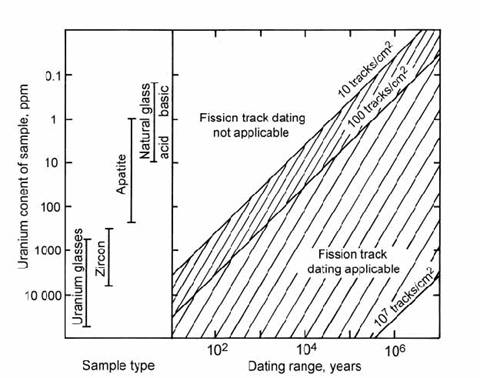 Uranium conent of sample, ppm
0.1
1
10
100
1000
10 000
Uranium glasses
Zircon
Apatite
Natural glass
acid basic
Fission track dating
not applicable
10 tracks/cm²
100 tracks/cm²
Fission track
dating applicable
10⁷ tracks/cm²
10² 10⁴ 10⁶
Sample type
Dating range, years